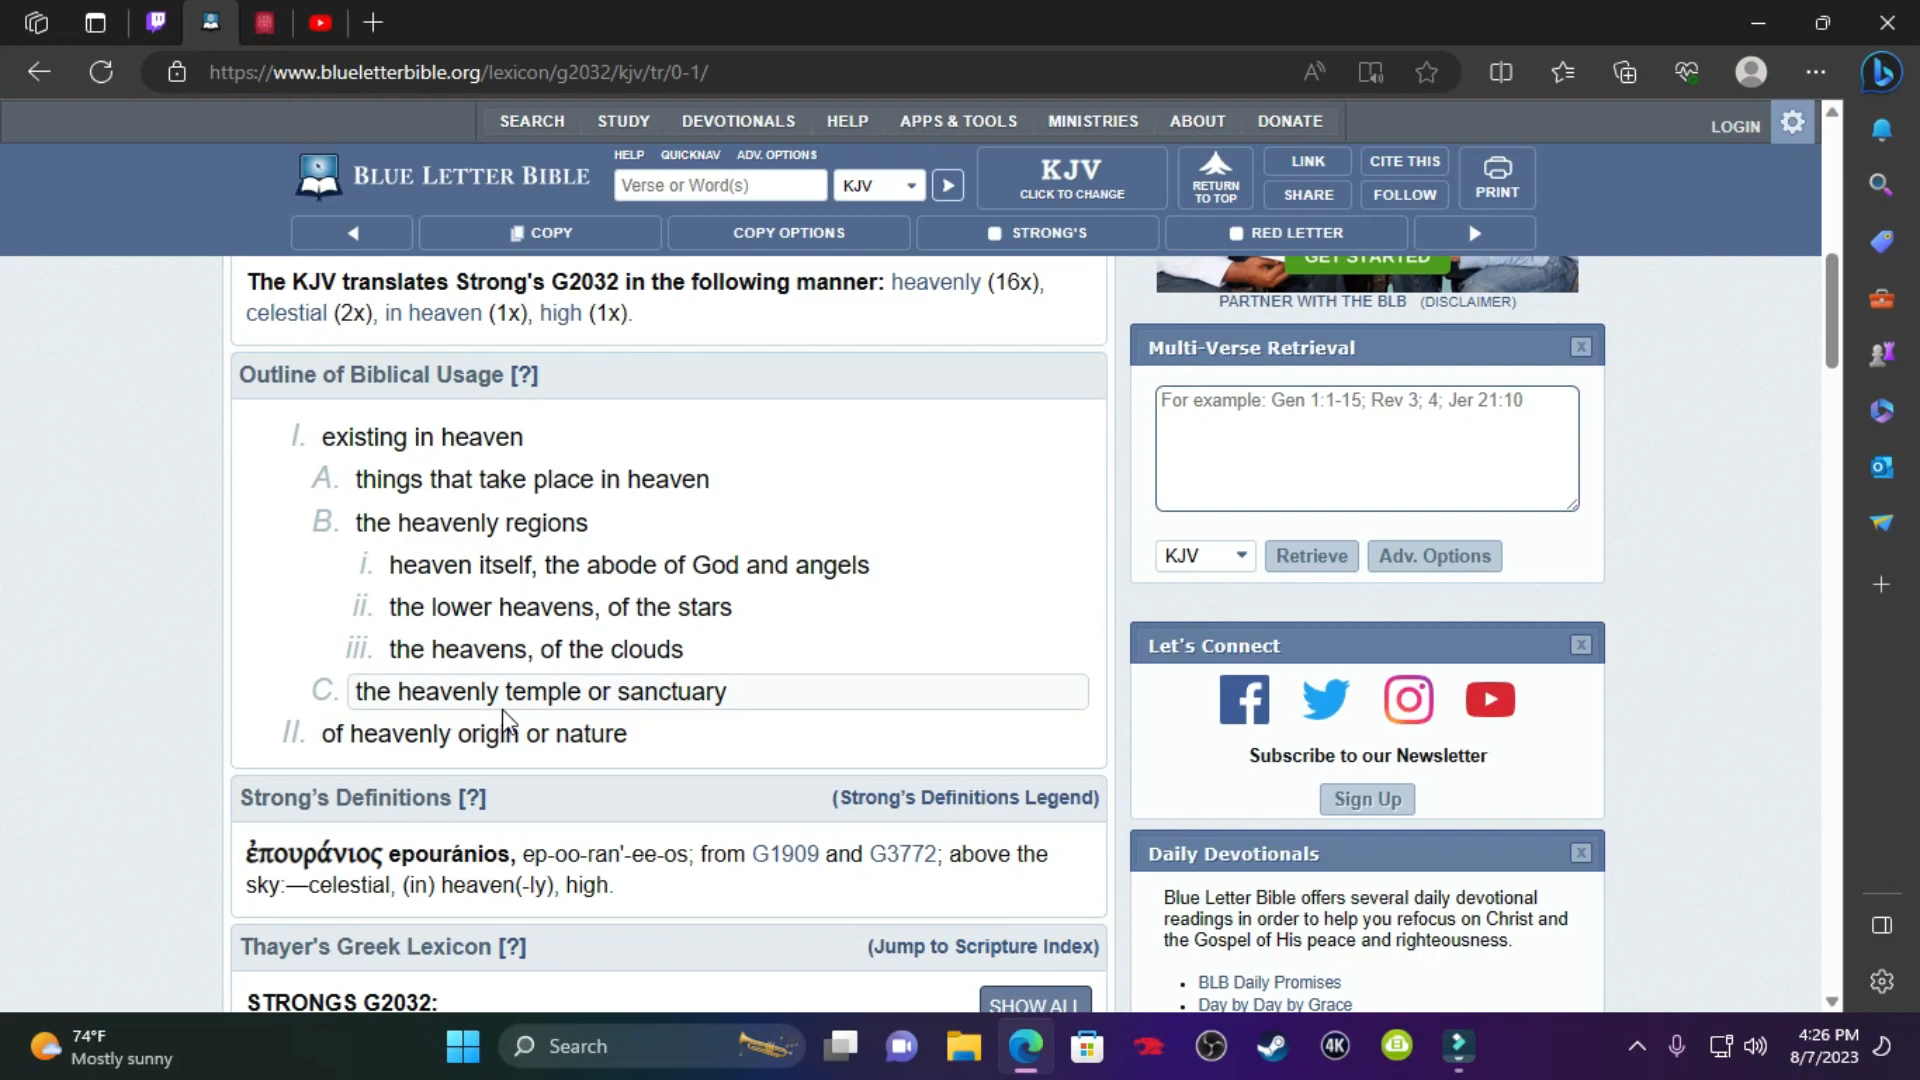 https://www.blueletterbible.org/lexicon/g2032/kjv/tr/0-1/
SEARCH STUDY DEVOTIONALS HELP APPS & TOOLS MINISTRIES ABOUT DONATE
LOGIN
HELP QUICKNAV ADV. OPTIONS
BLUE LETTER BIBLE
Verse or Word(s)
KJV
KJV
CLICK TO CHANGE
RETURN
TO TOP
LINK
CITE THIS
SHARE
FOLLOW
PRINT
COPY
COPY OPTIONS
STRONG'S
RED LETTER
The KJV translates Strong's G2032 in the following manner: heavenly (16x),
celestial (2x), in heaven (1x), high (1x).
Outline of Biblical Usage [?]
I. existing in heaven
A. things that take place in heaven
B. the heavenly regions
i. heaven itself, the abode of God and angels
ii. the lower heavens, of the stars
iii. the heavens, of the clouds
C. the heavenly temple or sanctuary
II. of heavenly origin or nature
Strong's Definitions [?]
(Strong's Definitions Legend)
ἐπουράνιος epouránios, ep-oo-ran'-ee-os; from G1909 and G3772; above the
sky:—celestial, (in) heaven(-ly), high.
Thayer's Greek Lexicon [?]
(Jump to Scripture Index)
STRONGS G2032:
SHOW ALL
GET STARTED
PARTNER WITH THE BLB (DISCLAIMER)
Multi-Verse Retrieval
X
For example: Gen 1:1-15; Rev 3; 4; Jer 21:10
KJV
Retrieve
Adv. Options
Let's Connect
X
Subscribe to our Newsletter
Sign Up
Daily Devotionals
X
Blue Letter Bible offers several daily devotional
readings in order to help you refocus on Christ and
the Gospel of His peace and righteousness.
• BLB Daily Promises
• Day by Day by Grace
74°F
Mostly sunny
Search
4K
4:26 PM
8/7/2023